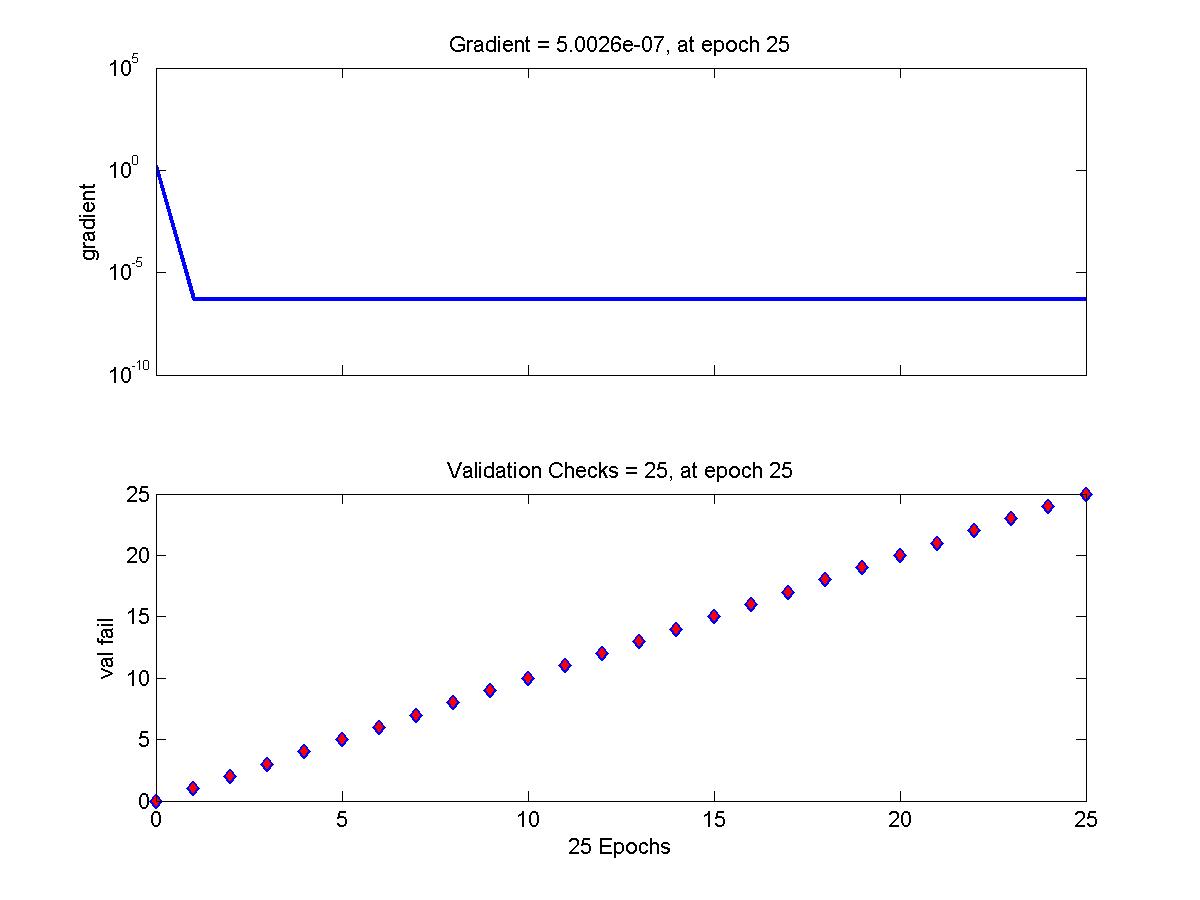 Gradient = 5.0026e-07, at epoch 25
10^5
10^0
10^-5
10^-10
gradient
Validation Checks = 25, at epoch 25
25
20
15
10
5
0
val fail
0 5 10 15 20 25
25 Epochs